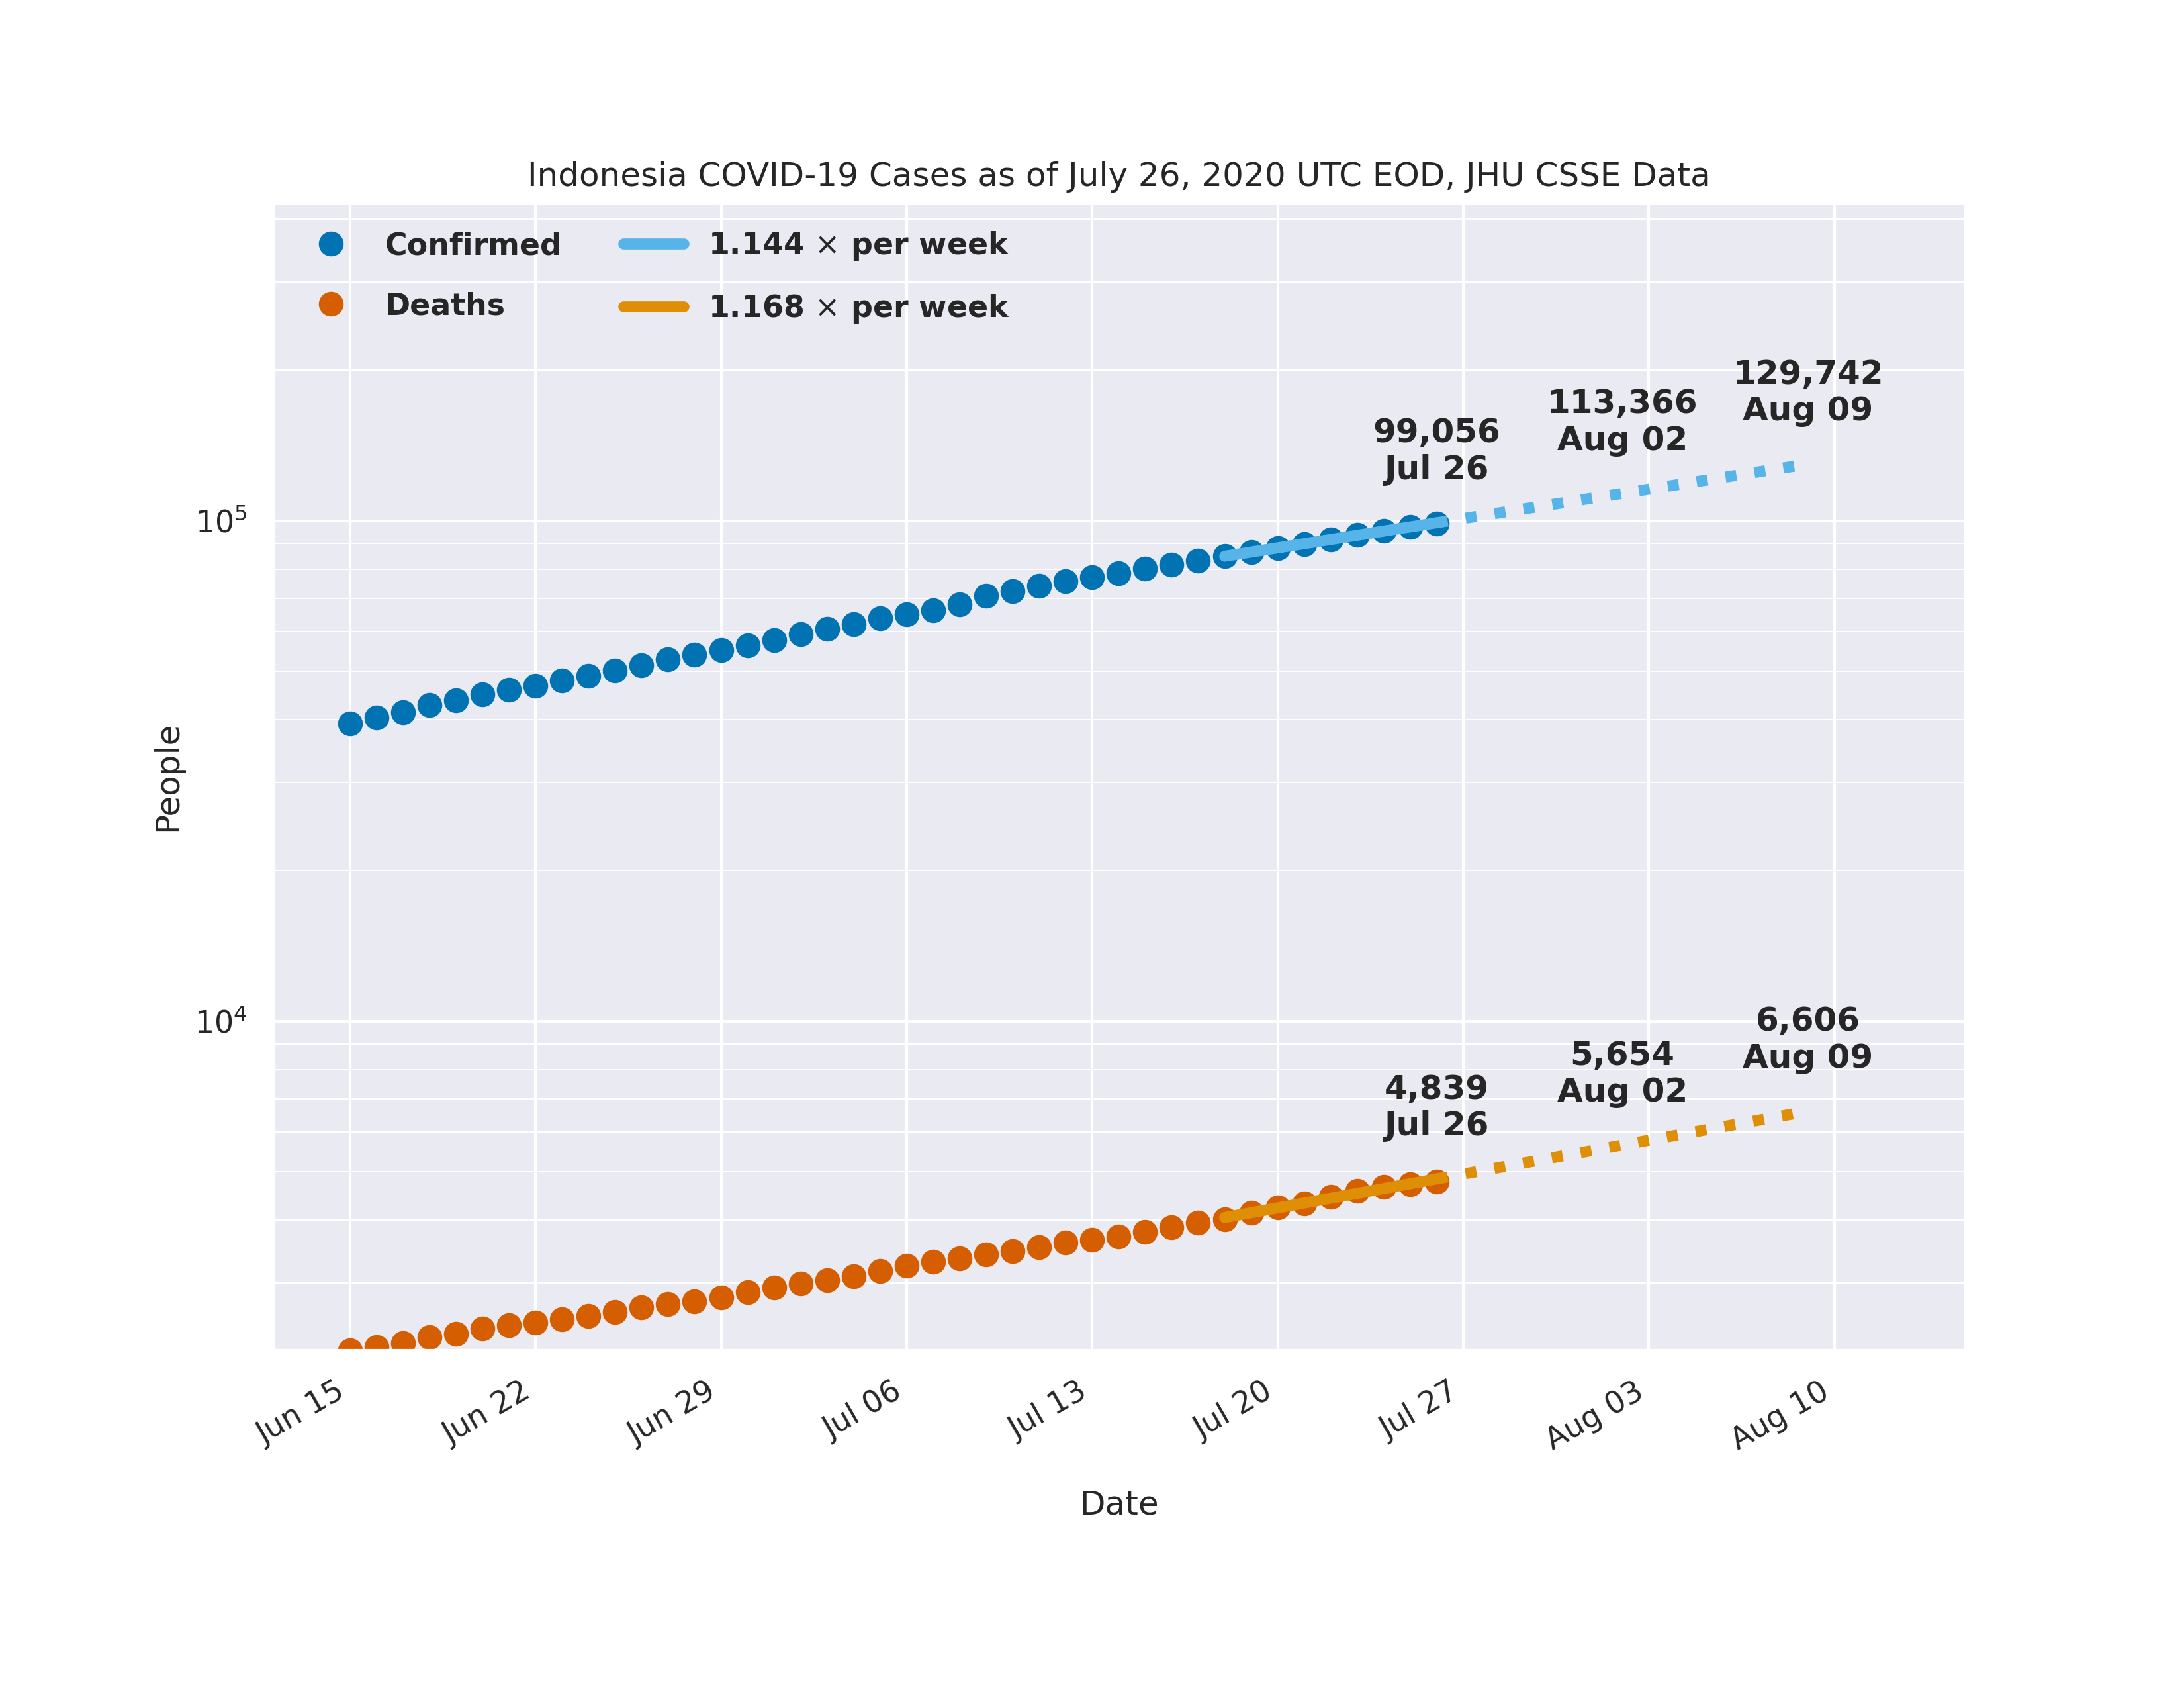 Indonesia COVID-19 Cases as of July 26, 2020 UTC EOD, JHU CSSE Data
Confirmed
Deaths
1.144 × per week
1.168 × per week
129,742
Aug 09
113,366
Aug 02
99,056
Jul 26
10⁵
People
10⁴
6,606
Aug 09
5,654
Aug 02
4,839
Jul 26
Jun 15
Jun 22
Jun 29
Jul 06
Jul 13
Jul 20
Jul 27
Aug 03
Aug 10
Date